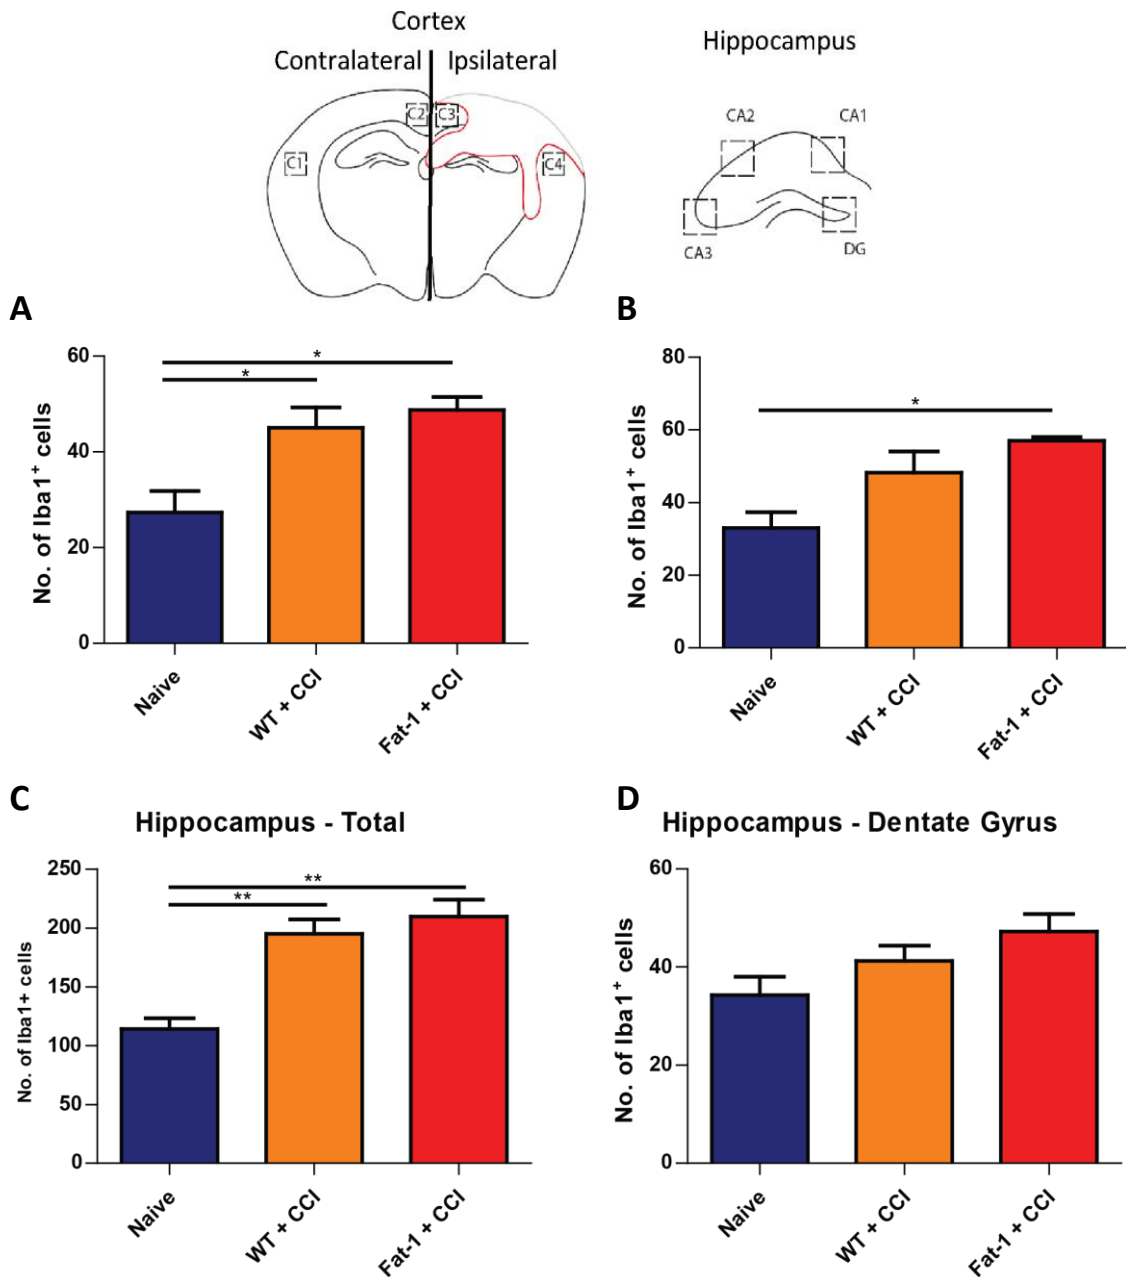 Cortex
Contralateral Ipsilateral
C1
C2
C3
C4
Hippocampus
CA2
CA1
CA3
DG
A
60
40
20
0
No. of Iba1+ cells
*
*
Naive
WT + CCI
Fat-1 + CCI
B
80
60
40
20
0
No. of Iba1+ cells
*
Naive
WT + CCI
Fat-1 + CCI
C
Hippocampus - Total
250
200
150
100
50
0
No. of Iba1+ cells
**
**
Naive
WT + CCI
Fat-1 + CCI
D
Hippocampus - Dentate Gyrus
60
40
20
0
No. of Iba1+ cells
Naive
WT + CCI
Fat-1 + CCI